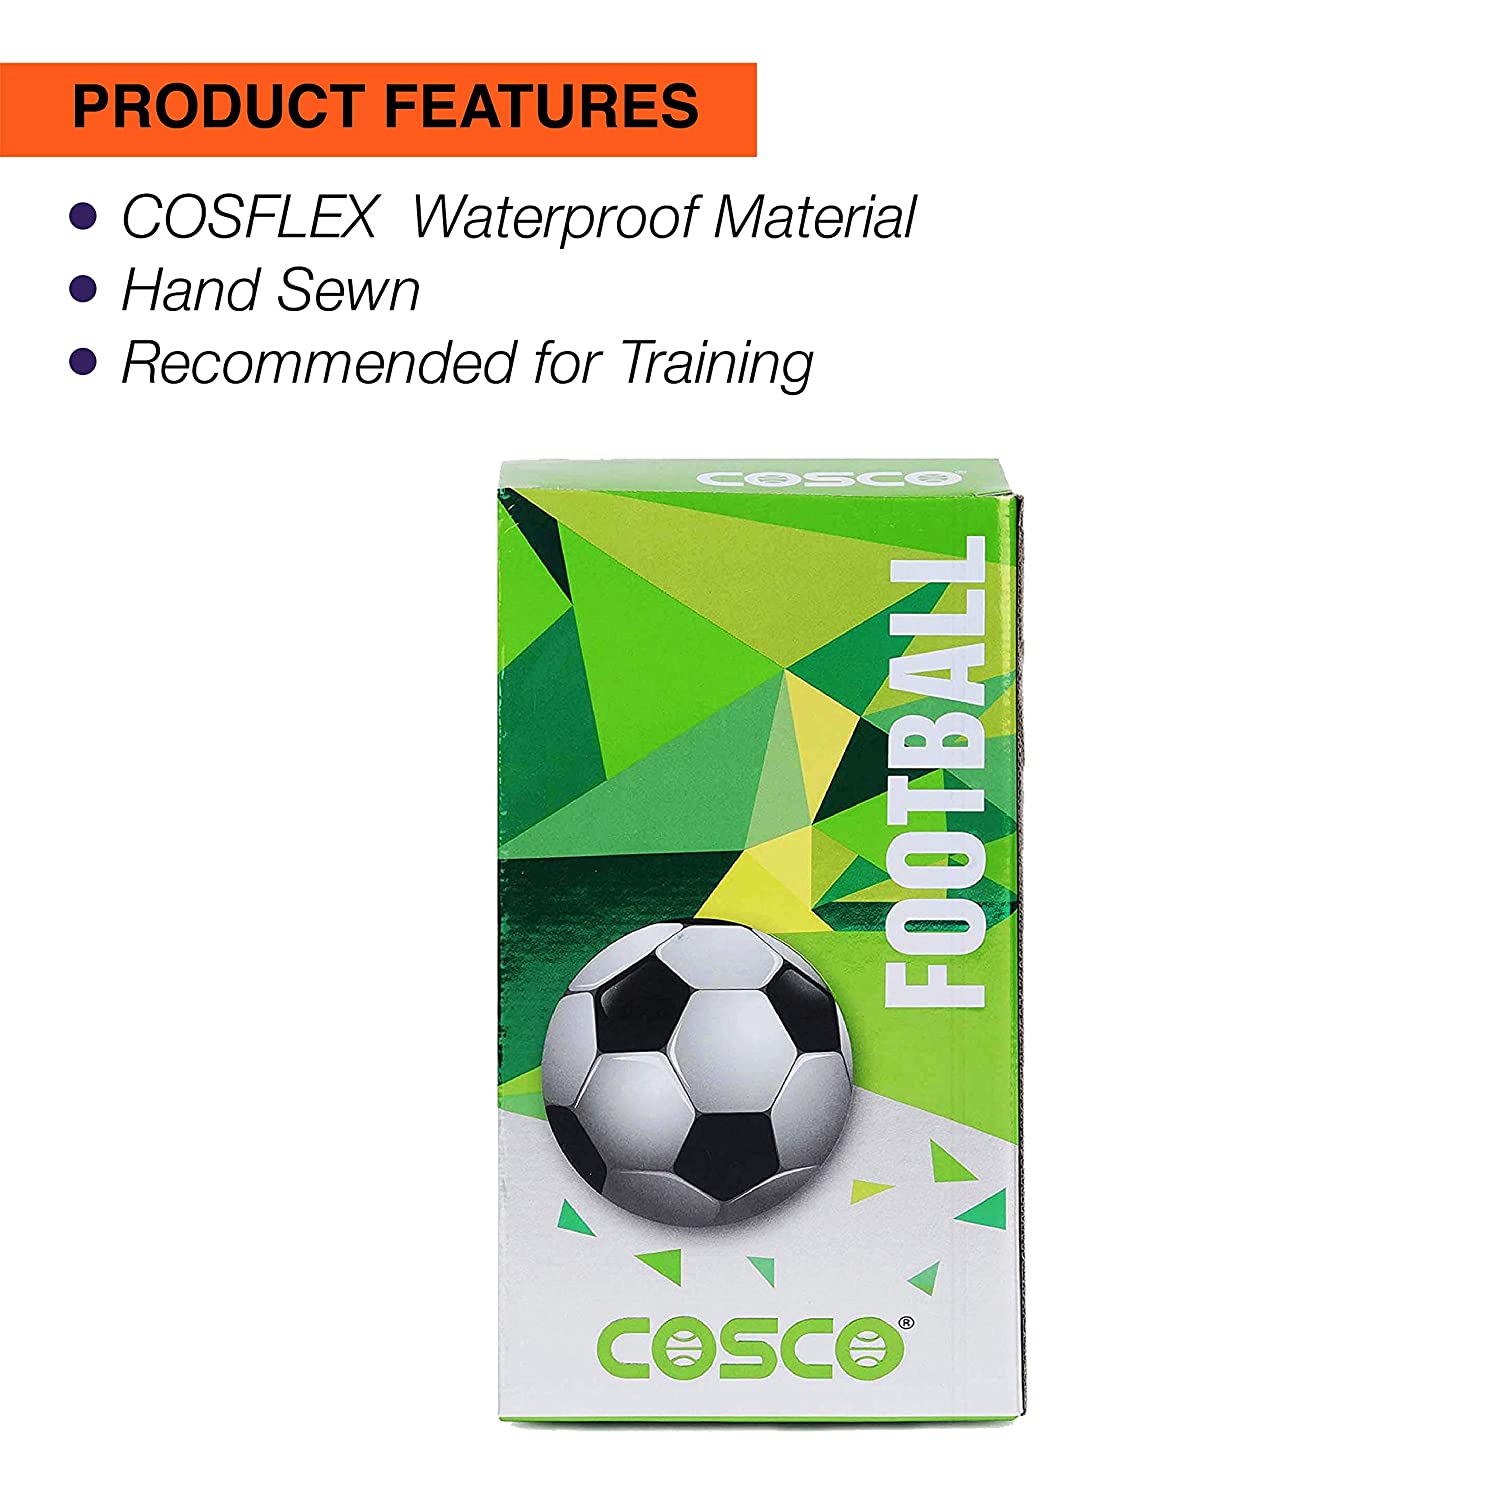 PRODUCT FEATURES
• COSFLEX Waterproof Material
• Hand Sewn
• Recommended for Training
COSCO®
FOOTBALL
COSCO®